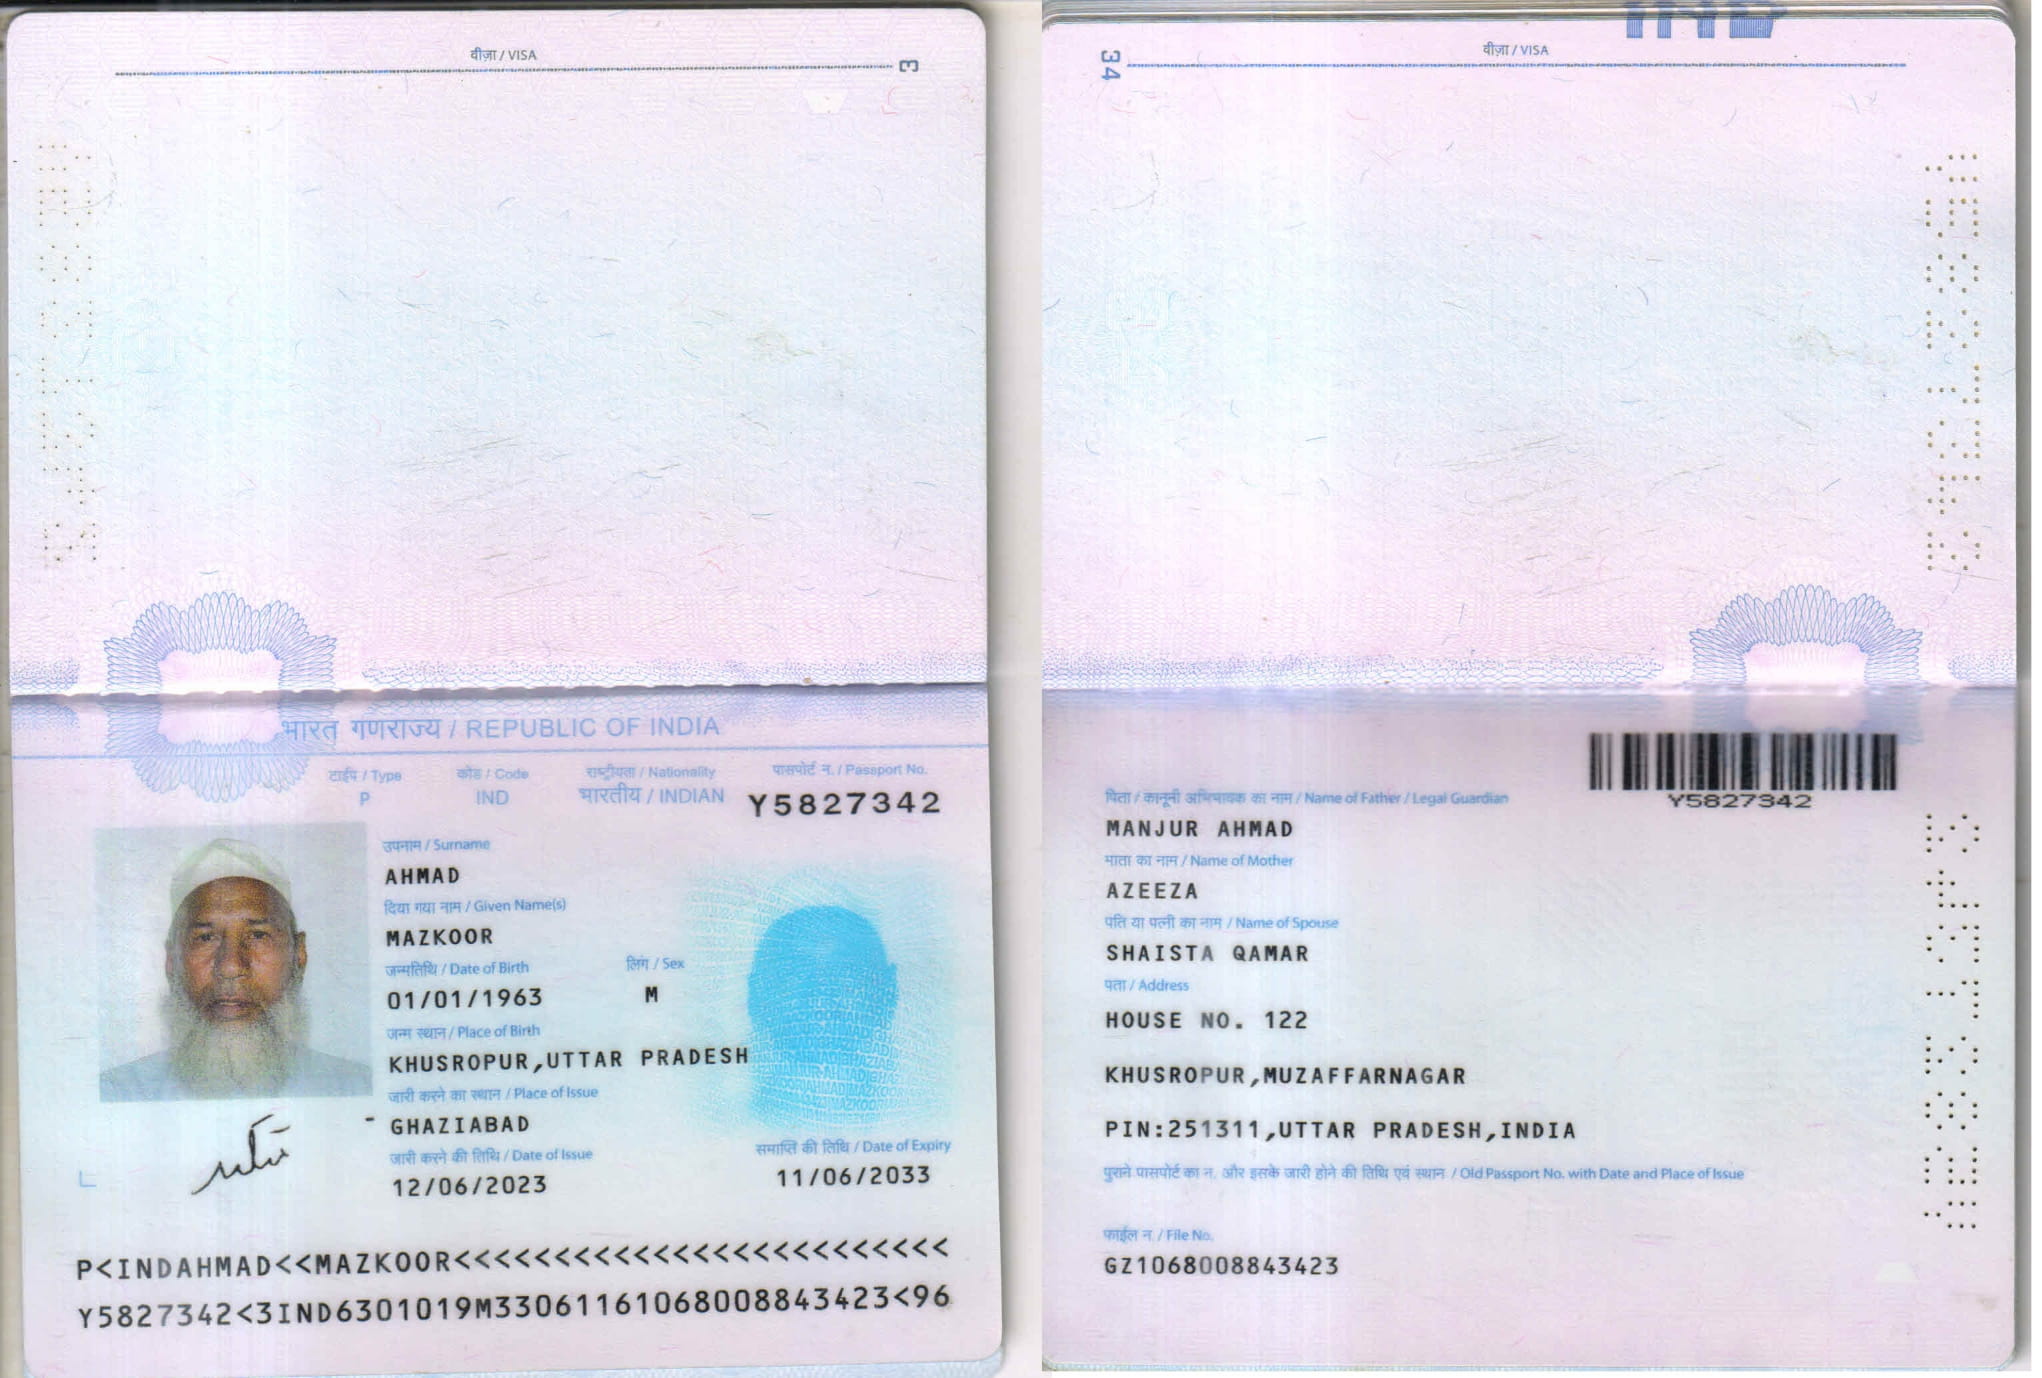 वीज़ा / VISA
3
भारत गणराज्य / REPUBLIC OF INDIA
टाईप / Type
कोड / Code
राष्ट्रीयता / Nationality
पासपोर्ट न. / Passport No.
P
IND
भारतीय / INDIAN
Y5827342
उपनाम / Surname
AHMAD
दिया गया नाम / Given Name(s)
MAZKOOR
जन्मतिथि / Date of Birth
लिंग / Sex
01/01/1963
M
जन्म स्थान / Place of Birth
KHUSROPUR,UTTAR PRADESH
जारी करने का स्थान / Place of Issue
GHAZIABAD
जारी करने की तिथि / Date of Issue
समाप्ति की तिथि / Date of Expiry
12/06/2023
11/06/2033
P<INDAHMAD<<MAZKOOR<<<<<<<<<<<<<<<<<<<<<<<<<
Y5827342<3IND6301019M33061161068008843423<96
34
वीज़ा / VISA
IND
Y5827342
पिता / कानूनी अभिभावक का नाम / Name of Father / Legal Guardian
MANJUR AHMAD
माता का नाम / Name of Mother
AZEEZA
पति या पत्नी का नाम / Name of Spouse
SHAISTA QAMAR
पता / Address
HOUSE NO. 122
KHUSROPUR,MUZAFFARNAGAR
PIN:251311,UTTAR PRADESH,INDIA
पुराने पासपोर्ट का न. और इसके जारी होने की तिथि एवं स्थान / Old Passport No. with Date and Place of Issue
फाईल न. / File No.
GZ1068008843423